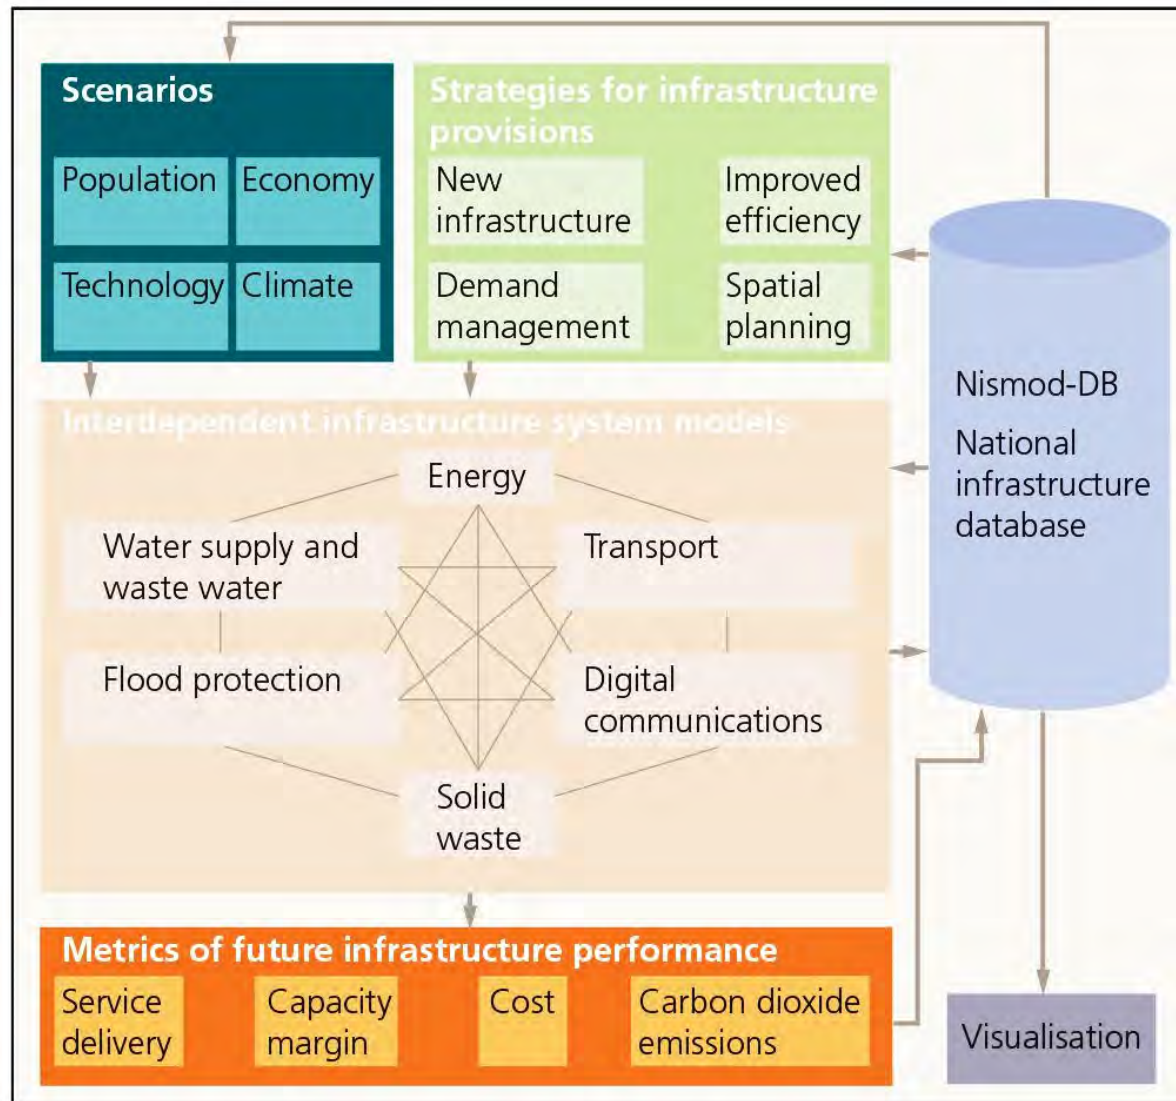 Scenarios
Population
Economy
Technology
Climate
Strategies for infrastructure
provisions
New
infrastructure
Improved
efficiency
Demand
management
Spatial
planning
Interdependent infrastructure system models
Energy
Water supply and
waste water
Transport
Flood protection
Digital
communications
Solid
waste
Nismod-DB
National
infrastructure
database
Metrics of future infrastructure performance
Service
delivery
Capacity
margin
Cost
Carbon dioxide
emissions
Visualisation